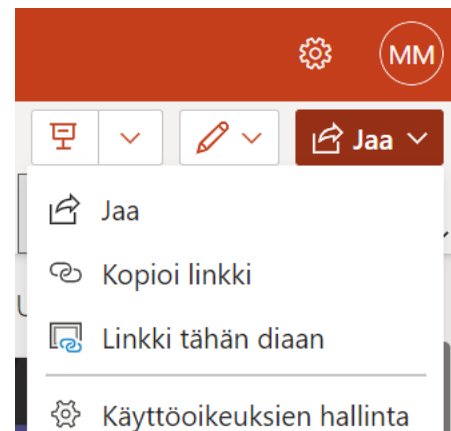 MM
Jaa
Jaa
Kopioi linkki
Linkki tähän diaan
Käyttöoikeuksien hallinta